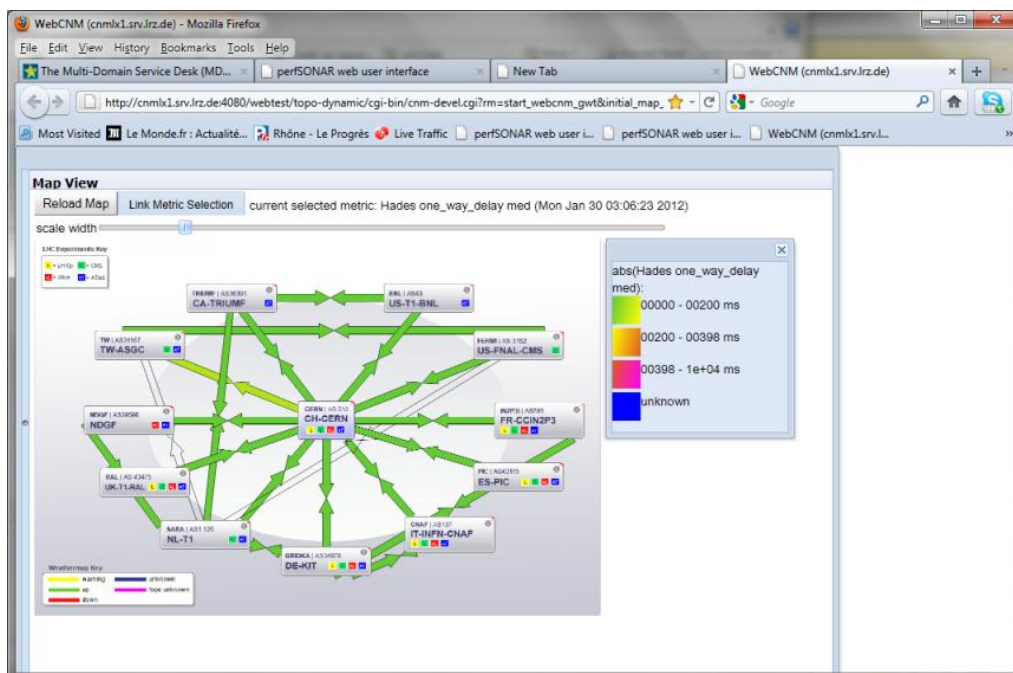 WebCNM (cnmlx1.srv.lrz.de) - Mozilla Firefox
File Edit View History Bookmarks Tools Help
The Multi-Domain Service Desk (MD...
perfSONAR web user interface
New Tab
WebCNM (cnmlx1.srv.lrz.de)
http://cnmlx1.srv.lrz.de:4080/webtest/topo-dynamic/cgi-bin/cnm-devel.cgi?rm=start_webcnm_gwt&initial_map_
Google
Most Visited
Le Monde.fr : Actualité...
Rhône - Le Progrès
Live Traffic
perfSONAR web user i...
perfSONAR web user i...
WebCNM (cnmlx1.srv.l...
Map View
Reload Map
Link Metric Selection
current selected metric: Hades one_way_delay med (Mon Jan 30 03:06:23 2012)
scale width
LHC Experiments Key
CA-TRIUMF
US-T1-BNL
TW-ASGC
US-FNAL-CMS
CH-CERN
NDGF
FR-CCIN2P3
UK-T1-RAL
ES-PIC
NL-T1
IT-INFN-CNAF
DE-KIT
Weathermap Key
warning
unknown
up
topo unknown
down
abs(Hades one_way_delay
med):
00000 - 00200 ms
00200 - 00398 ms
00398 - 1e+04 ms
unknown